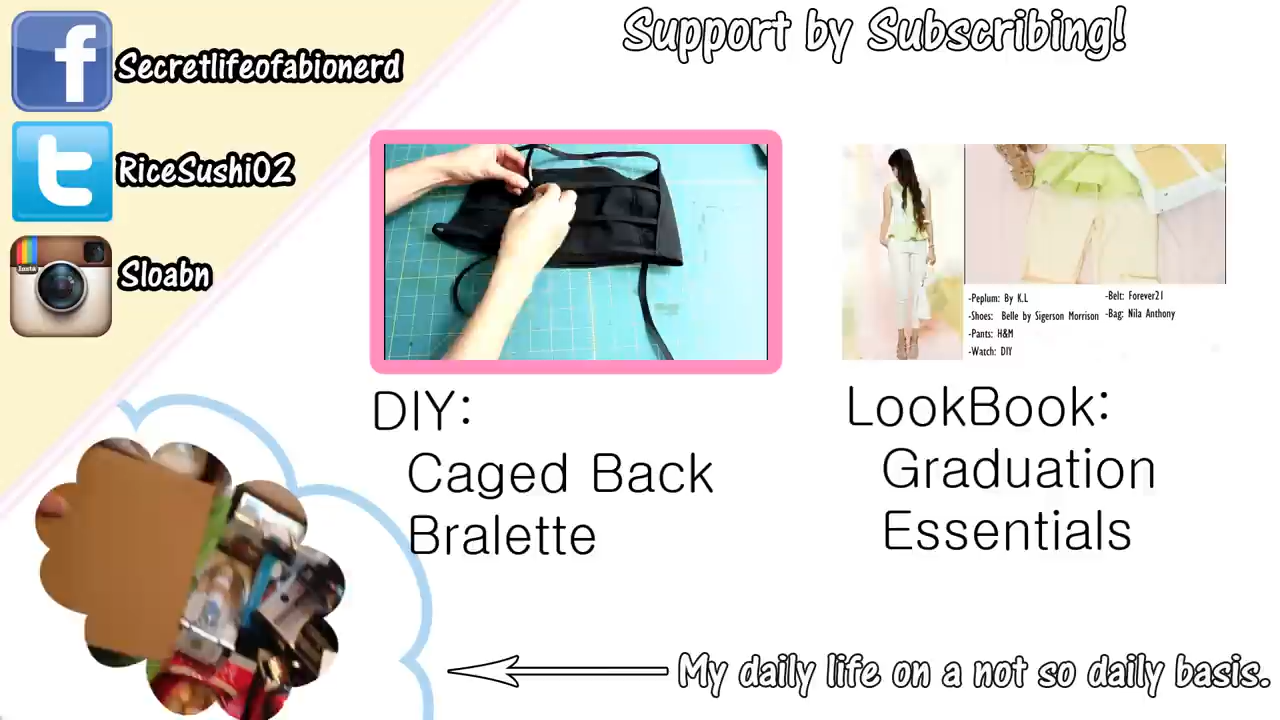 Support by Subscribing!
Secretlifeofabionerd
RiceSushi02
Insta
Sloabn
-Peplum: By K.L
-Shoes: Belle by Sigerson Morrison
-Pants: H&M
-Watch: DIY
-Belt: Forever21
-Bag: Nila Anthony
DIY:
Caged Back
Bralette
LookBook:
Graduation
Essentials
My daily life on a not so daily basis.